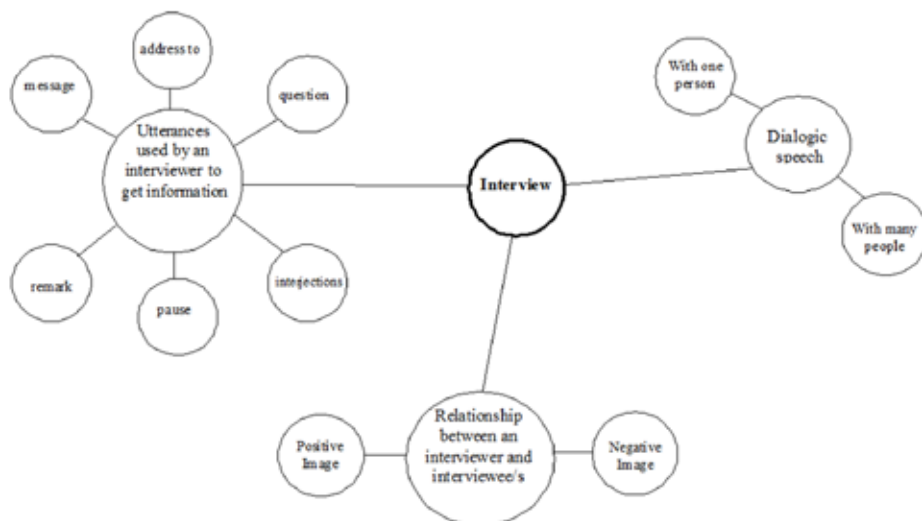 address to
message
question
Utterances
used by an
interviewer to
get information
remark
pause
interjections
Interview
With one
person
Dialogic
speech
With many
people
Relationship
between an
interviewer and
interviewee/s
Positive
Image
Negative
Image